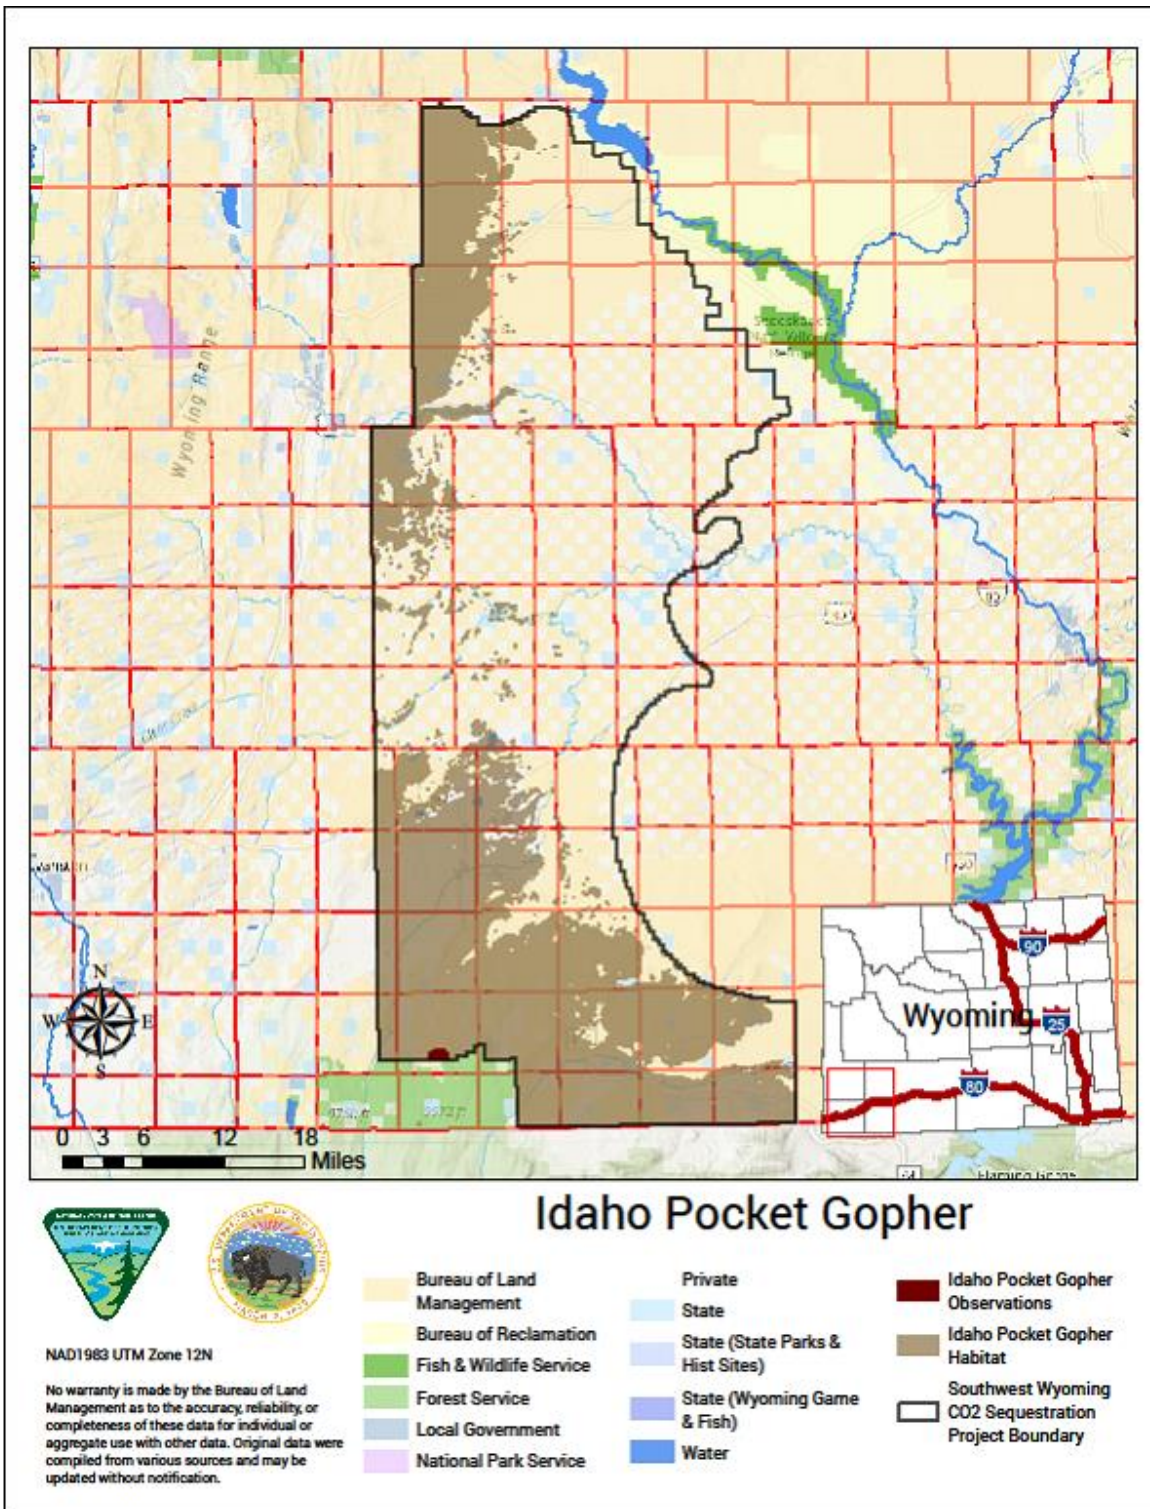 Wyoming Range
N
W E
S
0 3 6 12 18
Miles
Wyoming
90
25
80
Idaho Pocket Gopher
NAD1983 UTM Zone 12N
No warranty is made by the Bureau of Land
Management as to the accuracy, reliability, or
completeness of these data for individual or
aggregate use with other data. Original data were
compiled from various sources and may be
updated without notification.
Bureau of Land
Management
Bureau of Reclamation
Fish & Wildlife Service
Forest Service
Local Government
National Park Service
Private
State
State (State Parks &
Hist Sites)
State (Wyoming Game
& Fish)
Water
Idaho Pocket Gopher
Observations
Idaho Pocket Gopher
Habitat
Southwest Wyoming
CO2 Sequestration
Project Boundary